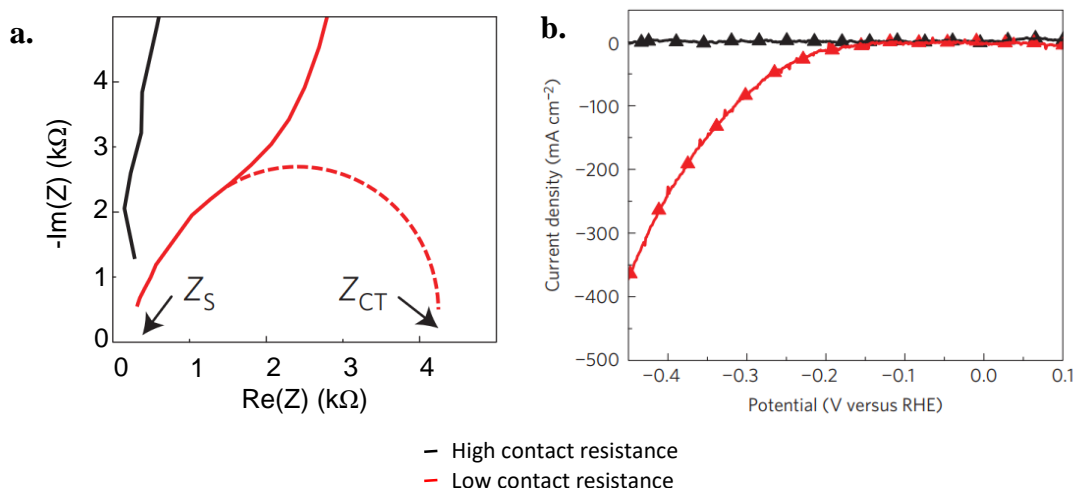 a.
-Im(Z) (kΩ)
5
4
3
2
1
0
Z_S
Z_CT
0 1 2 3 4
Re(Z) (kΩ)
b.
Current density (mA cm⁻²)
0
−100
−200
−300
−400
−500
−0.4 −0.3 −0.2 −0.1 0.0 0.1
Potential (V versus RHE)
High contact resistance
Low contact resistance